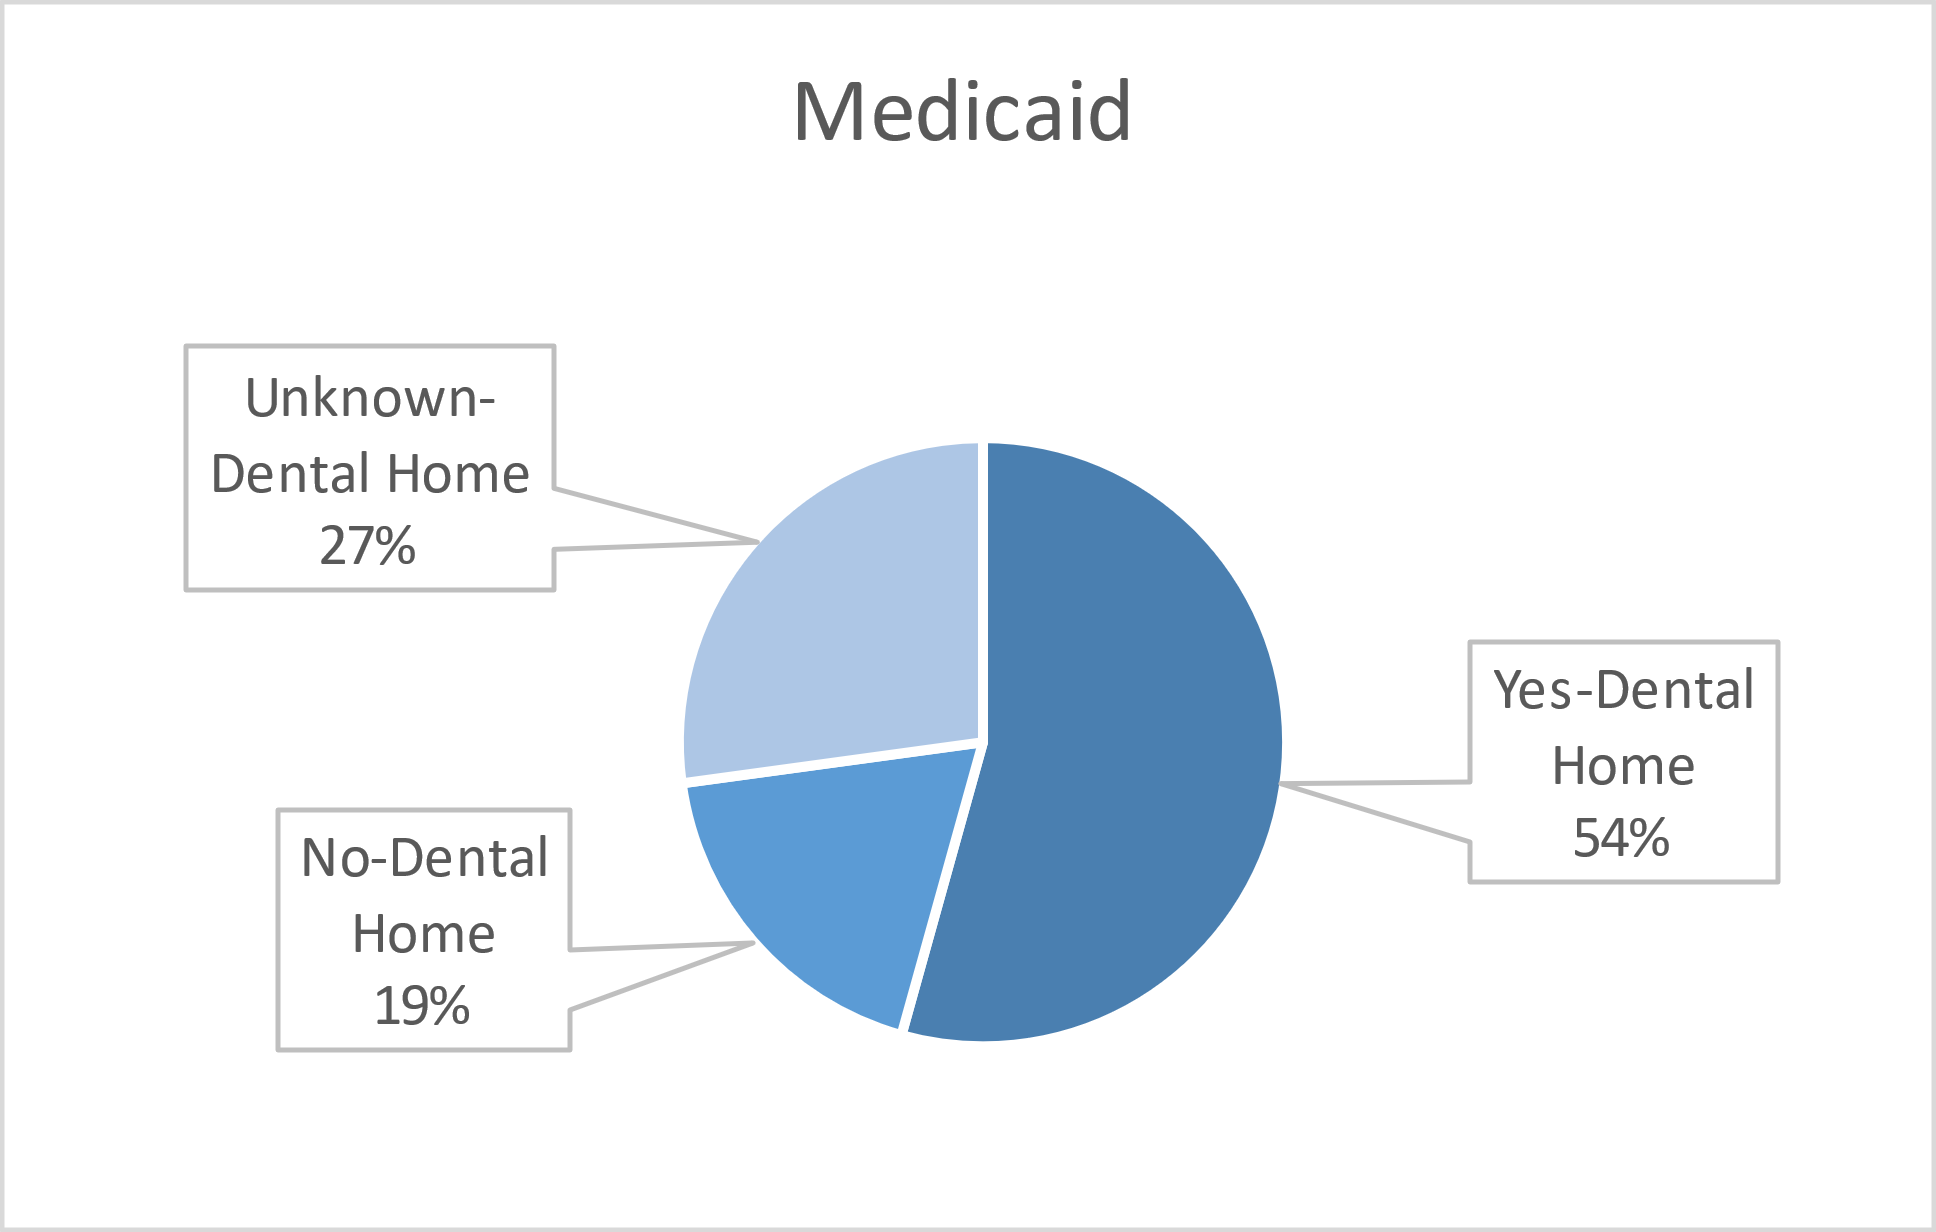 Medicaid
Unknown-
Dental Home
27%
Yes-Dental
Home
54%
No-Dental
Home
19%